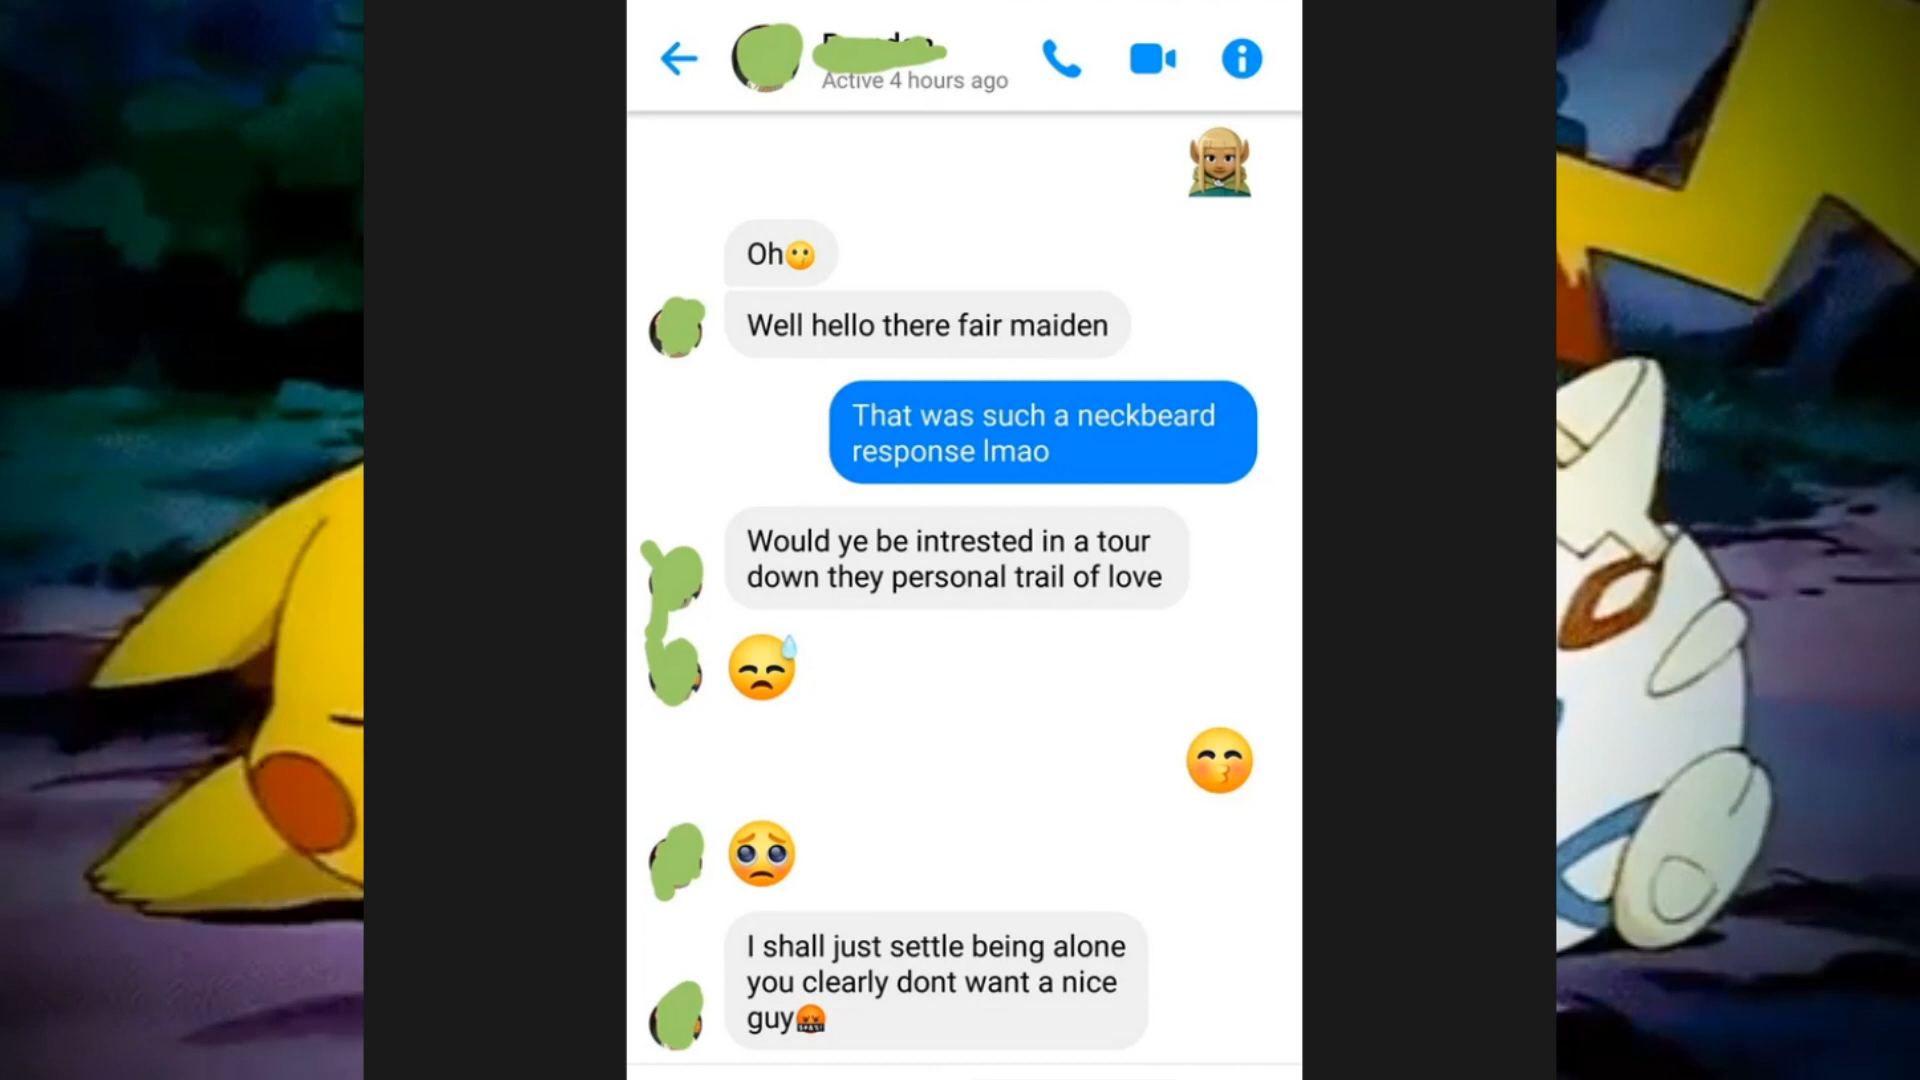 Active 4 hours ago
Oh😗
Well hello there fair maiden
That was such a neckbeard
response lmao
Would ye be intrested in a tour
down they personal trail of love
I shall just settle being alone
you clearly dont want a nice
guy🤬